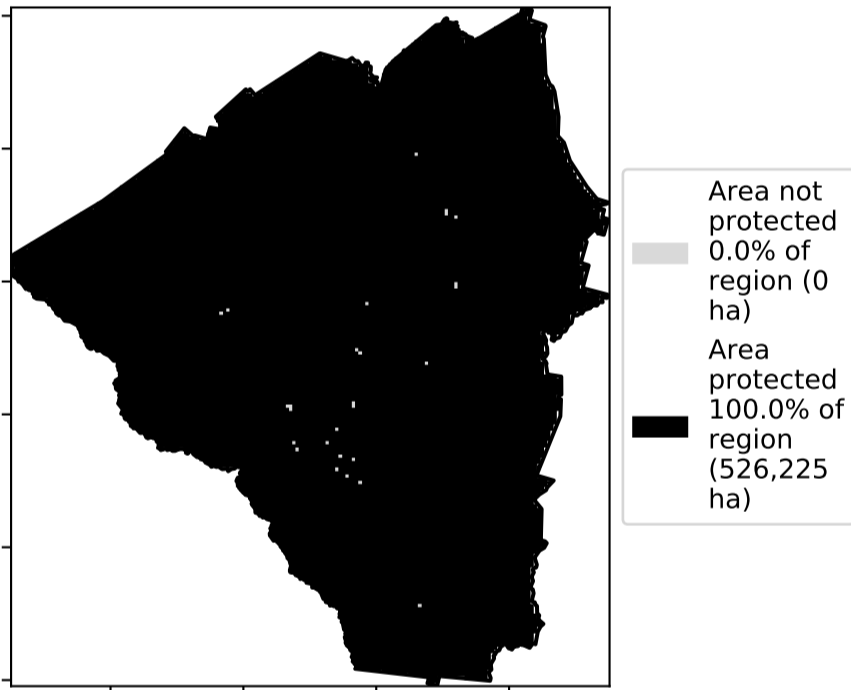 Area not
protected
0.0% of
region (0
ha)
Area
protected
100.0% of
region
(526,225
ha)